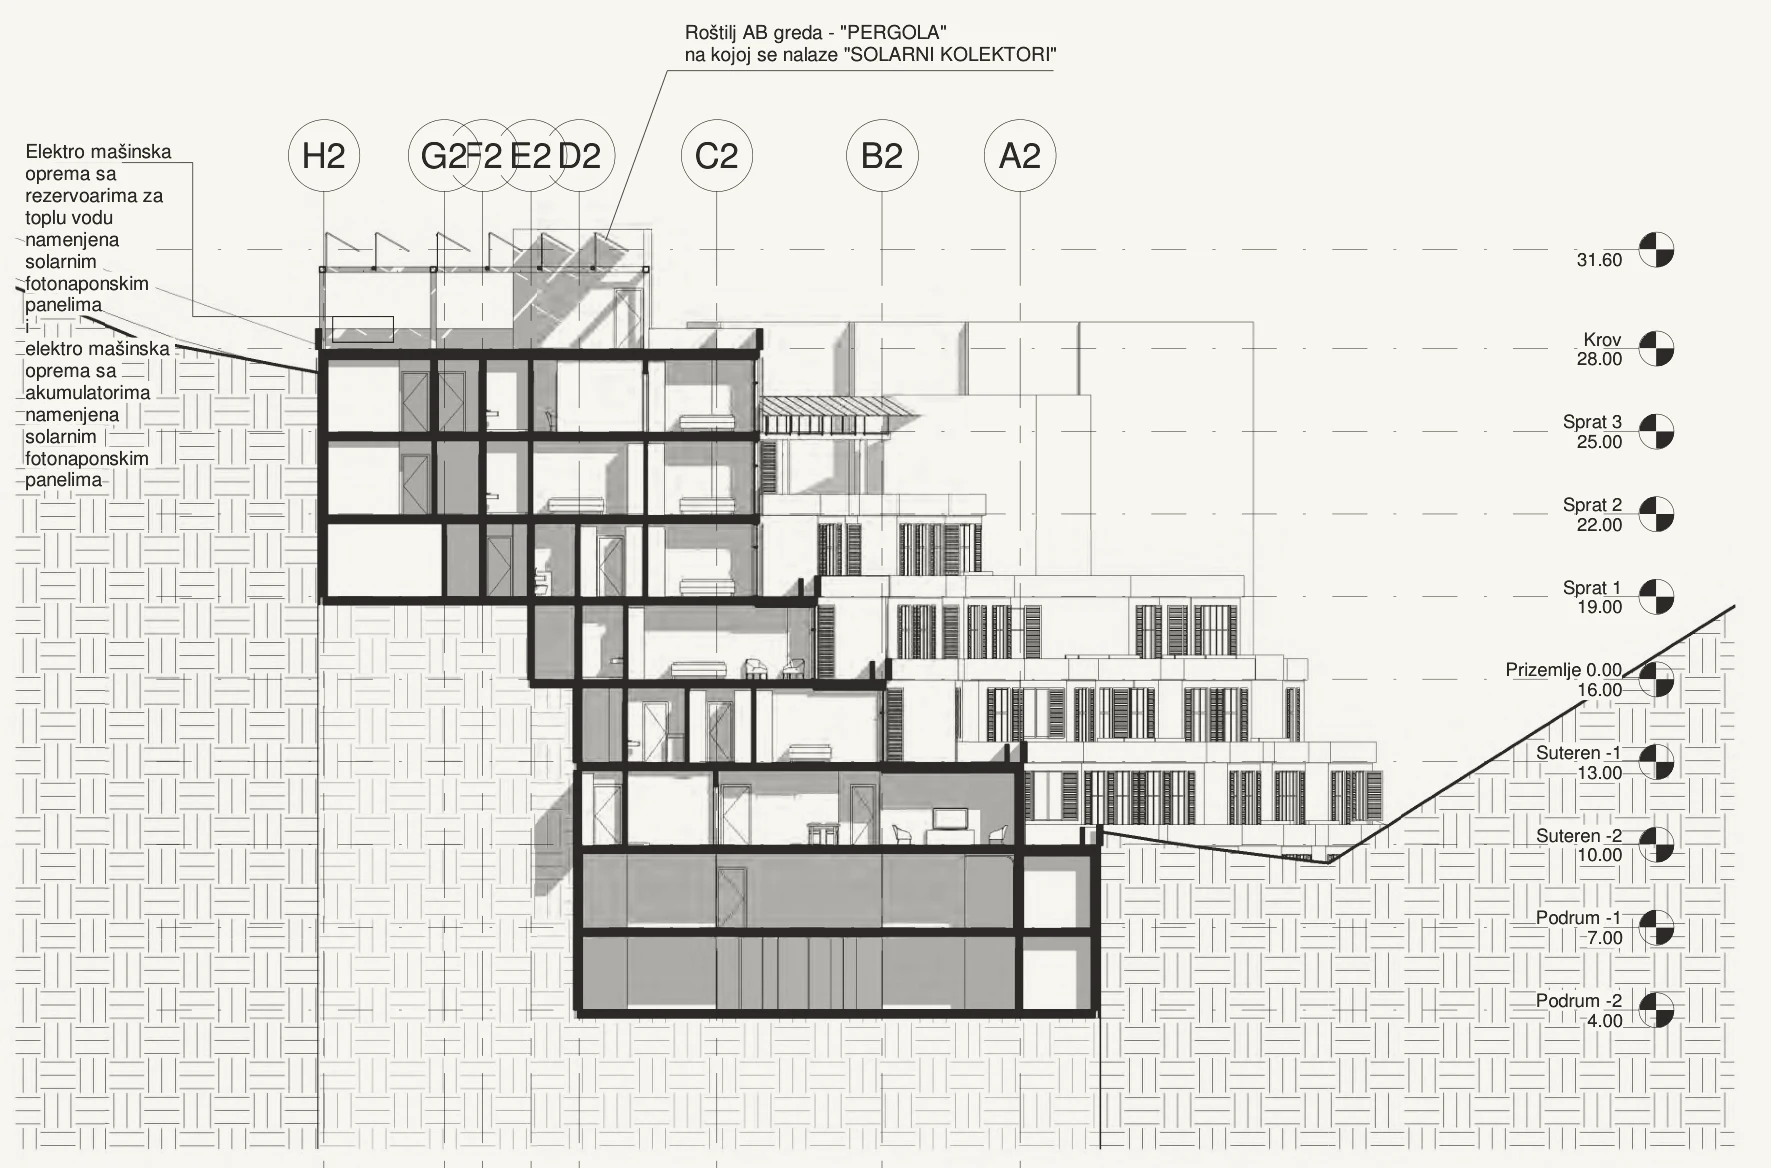 Roštilj AB greda - "PERGOLA"
na kojoj se nalaze "SOLARNI KOLEKTORI"
H2
G2
F2
E2
D2
C2
B2
A2
Elektro mašinska
oprema sa
rezervoarima za
toplu vodu
namenjena
solarnim
fotonaponskim
panelima
i
elektro mašinska
oprema sa
akumulatorima
namenjena
solarnim
fotonaponskim
panelima
31.60
Krov
28.00
Sprat 3
25.00
Sprat 2
22.00
Sprat 1
19.00
Prizemlje 0.00
16.00
Suteren -1
13.00
Suteren -2
10.00
Podrum -1
7.00
Podrum -2
4.00